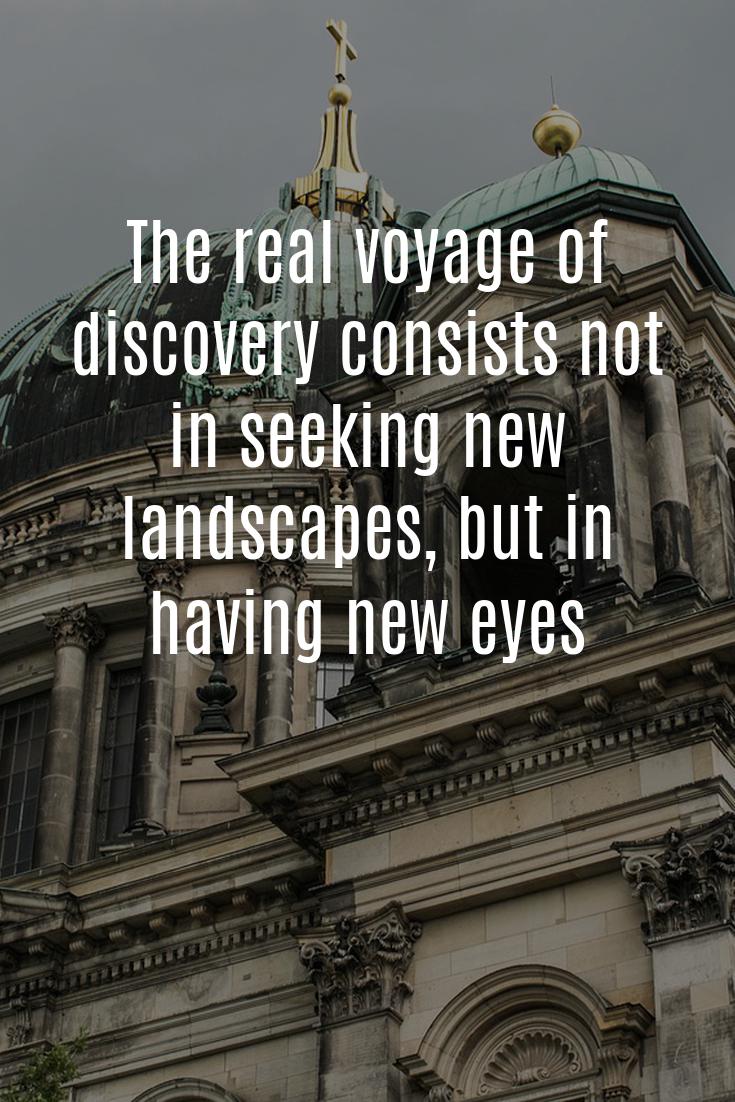 The real voyage of
discovery consists not
in seeking new
landscapes, but in
having new eyes